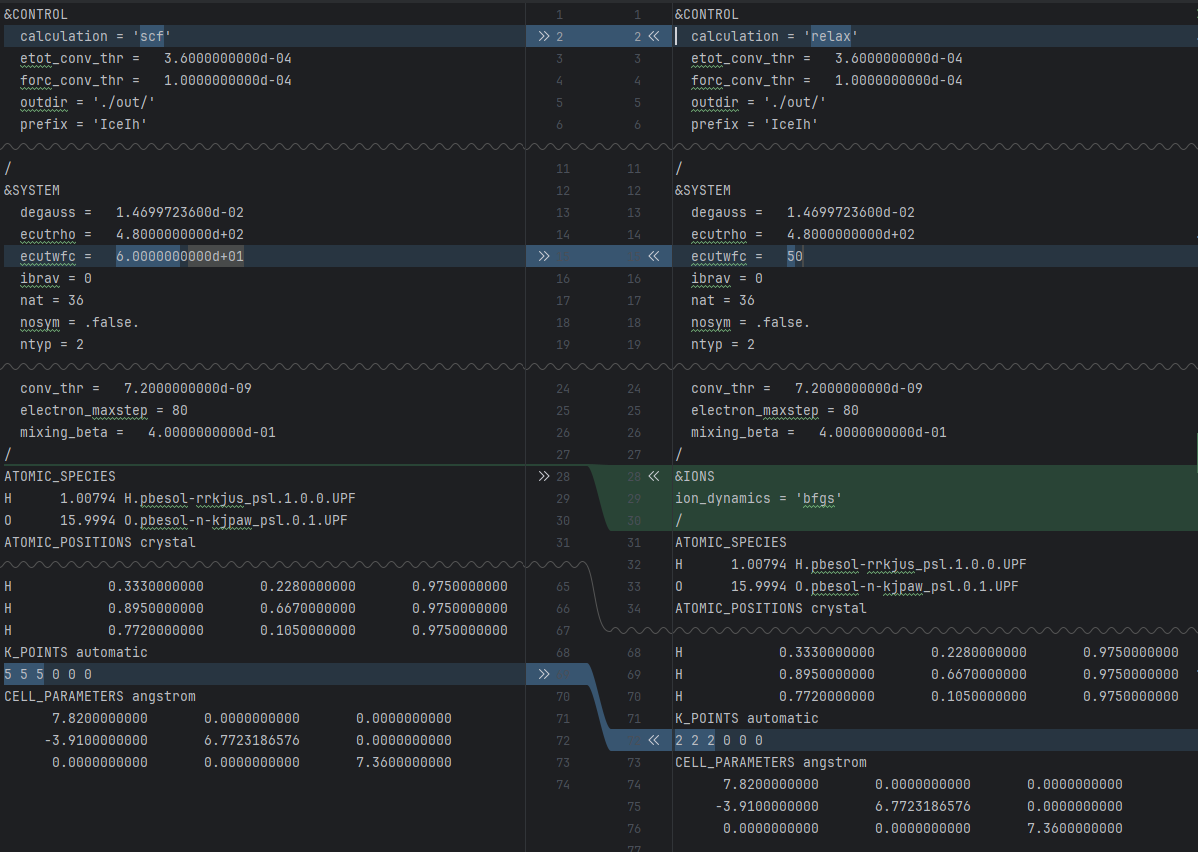 &CONTROL
  calculation = 'scf'
  etot_conv_thr =   3.6000000000d-04
  forc_conv_thr =   1.0000000000d-04
  outdir = './out/'
  prefix = 'IceIh'
/
&SYSTEM
  degauss =   1.4699723600d-02
  ecutrho =   4.8000000000d+02
  ecutwfc =   6.0000000000d+01
  ibrav = 0
  nat = 36
  nosym = .false.
  ntyp = 2
  conv_thr =   7.2000000000d-09
  electron_maxstep = 80
  mixing_beta =   4.0000000000d-01
/
ATOMIC_SPECIES
H      1.00794 H.pbesol-rrkjus_psl.1.0.0.UPF
O      15.9994 O.pbesol-n-kjpaw_psl.0.1.UPF
ATOMIC_POSITIONS crystal
H            0.3330000000       0.2280000000       0.9750000000
H            0.8950000000       0.6670000000       0.9750000000
H            0.7720000000       0.1050000000       0.9750000000
K_POINTS automatic
5 5 5 0 0 0
CELL_PARAMETERS angstrom
      7.8200000000       0.0000000000       0.0000000000
     -3.9100000000       6.7723186576       0.0000000000
      0.0000000000       0.0000000000       7.3600000000
1 1
» 2 2 «
3 3
4 4
5 5
6 6
11 11
12 12
13 13
14 14
» «
16 16
17 17
18 18
19 19
24 24
25 25
26 26
27 27
» 28 28 «
29 29
30 30
31 31
32
65 33
66 34
67
68 68
» 69
70 70
71 71
72 «
73 73
74 74
75
76
77
&CONTROL
  calculation = 'relax'
  etot_conv_thr =   3.6000000000d-04
  forc_conv_thr =   1.0000000000d-04
  outdir = './out/'
  prefix = 'IceIh'
/
&SYSTEM
  degauss =   1.4699723600d-02
  ecutrho =   4.8000000000d+02
  ecutwfc =   50
  ibrav = 0
  nat = 36
  nosym = .false.
  ntyp = 2
  conv_thr =   7.2000000000d-09
  electron_maxstep = 80
  mixing_beta =   4.0000000000d-01
/
&IONS
ion_dynamics = 'bfgs'
/
ATOMIC_SPECIES
H      1.00794 H.pbesol-rrkjus_psl.1.0.0.UPF
O      15.9994 O.pbesol-n-kjpaw_psl.0.1.UPF
ATOMIC_POSITIONS crystal
H            0.3330000000       0.2280000000       0.9750000000
H            0.8950000000       0.6670000000       0.9750000000
H            0.7720000000       0.1050000000       0.9750000000
K_POINTS automatic
2 2 2 0 0 0
CELL_PARAMETERS angstrom
      7.8200000000       0.0000000000       0.0000000000
     -3.9100000000       6.7723186576       0.0000000000
      0.0000000000       0.0000000000       7.3600000000